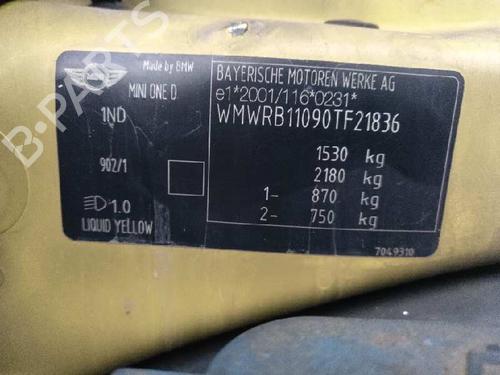 B-PARTS
MINI
Made by BMW
MINI ONE D
1ND
902/1
1.0
LIQUID YELLOW
BAYERISCHE MOTOREN WERKE AG
e1*2001/116*0231*
WMWRB11090TF21836
1530 kg
2180 kg
1- 870 kg
2- 750 kg
7049310